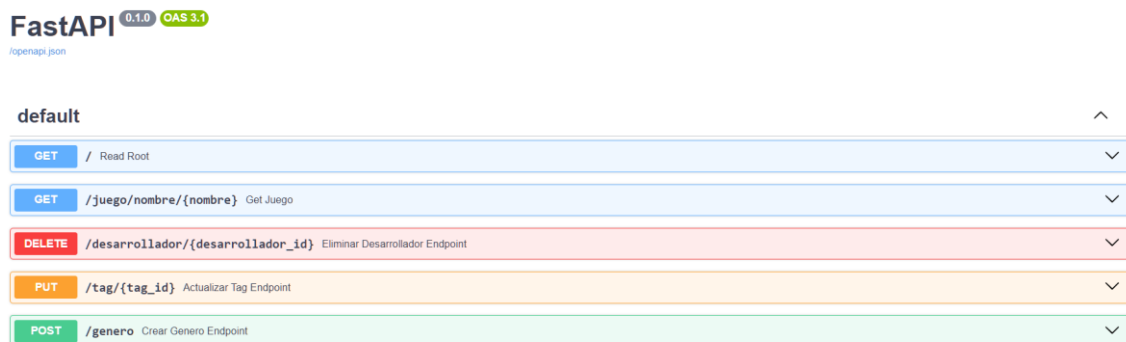 FastAPI 0.1.0 OAS 3.1
/openapi.json
default
GET / Read Root
GET /juego/nombre/{nombre} Get Juego
DELETE /desarrollador/{desarrollador_id} Eliminar Desarrollador Endpoint
PUT /tag/{tag_id} Actualizar Tag Endpoint
POST /genero Crear Genero Endpoint